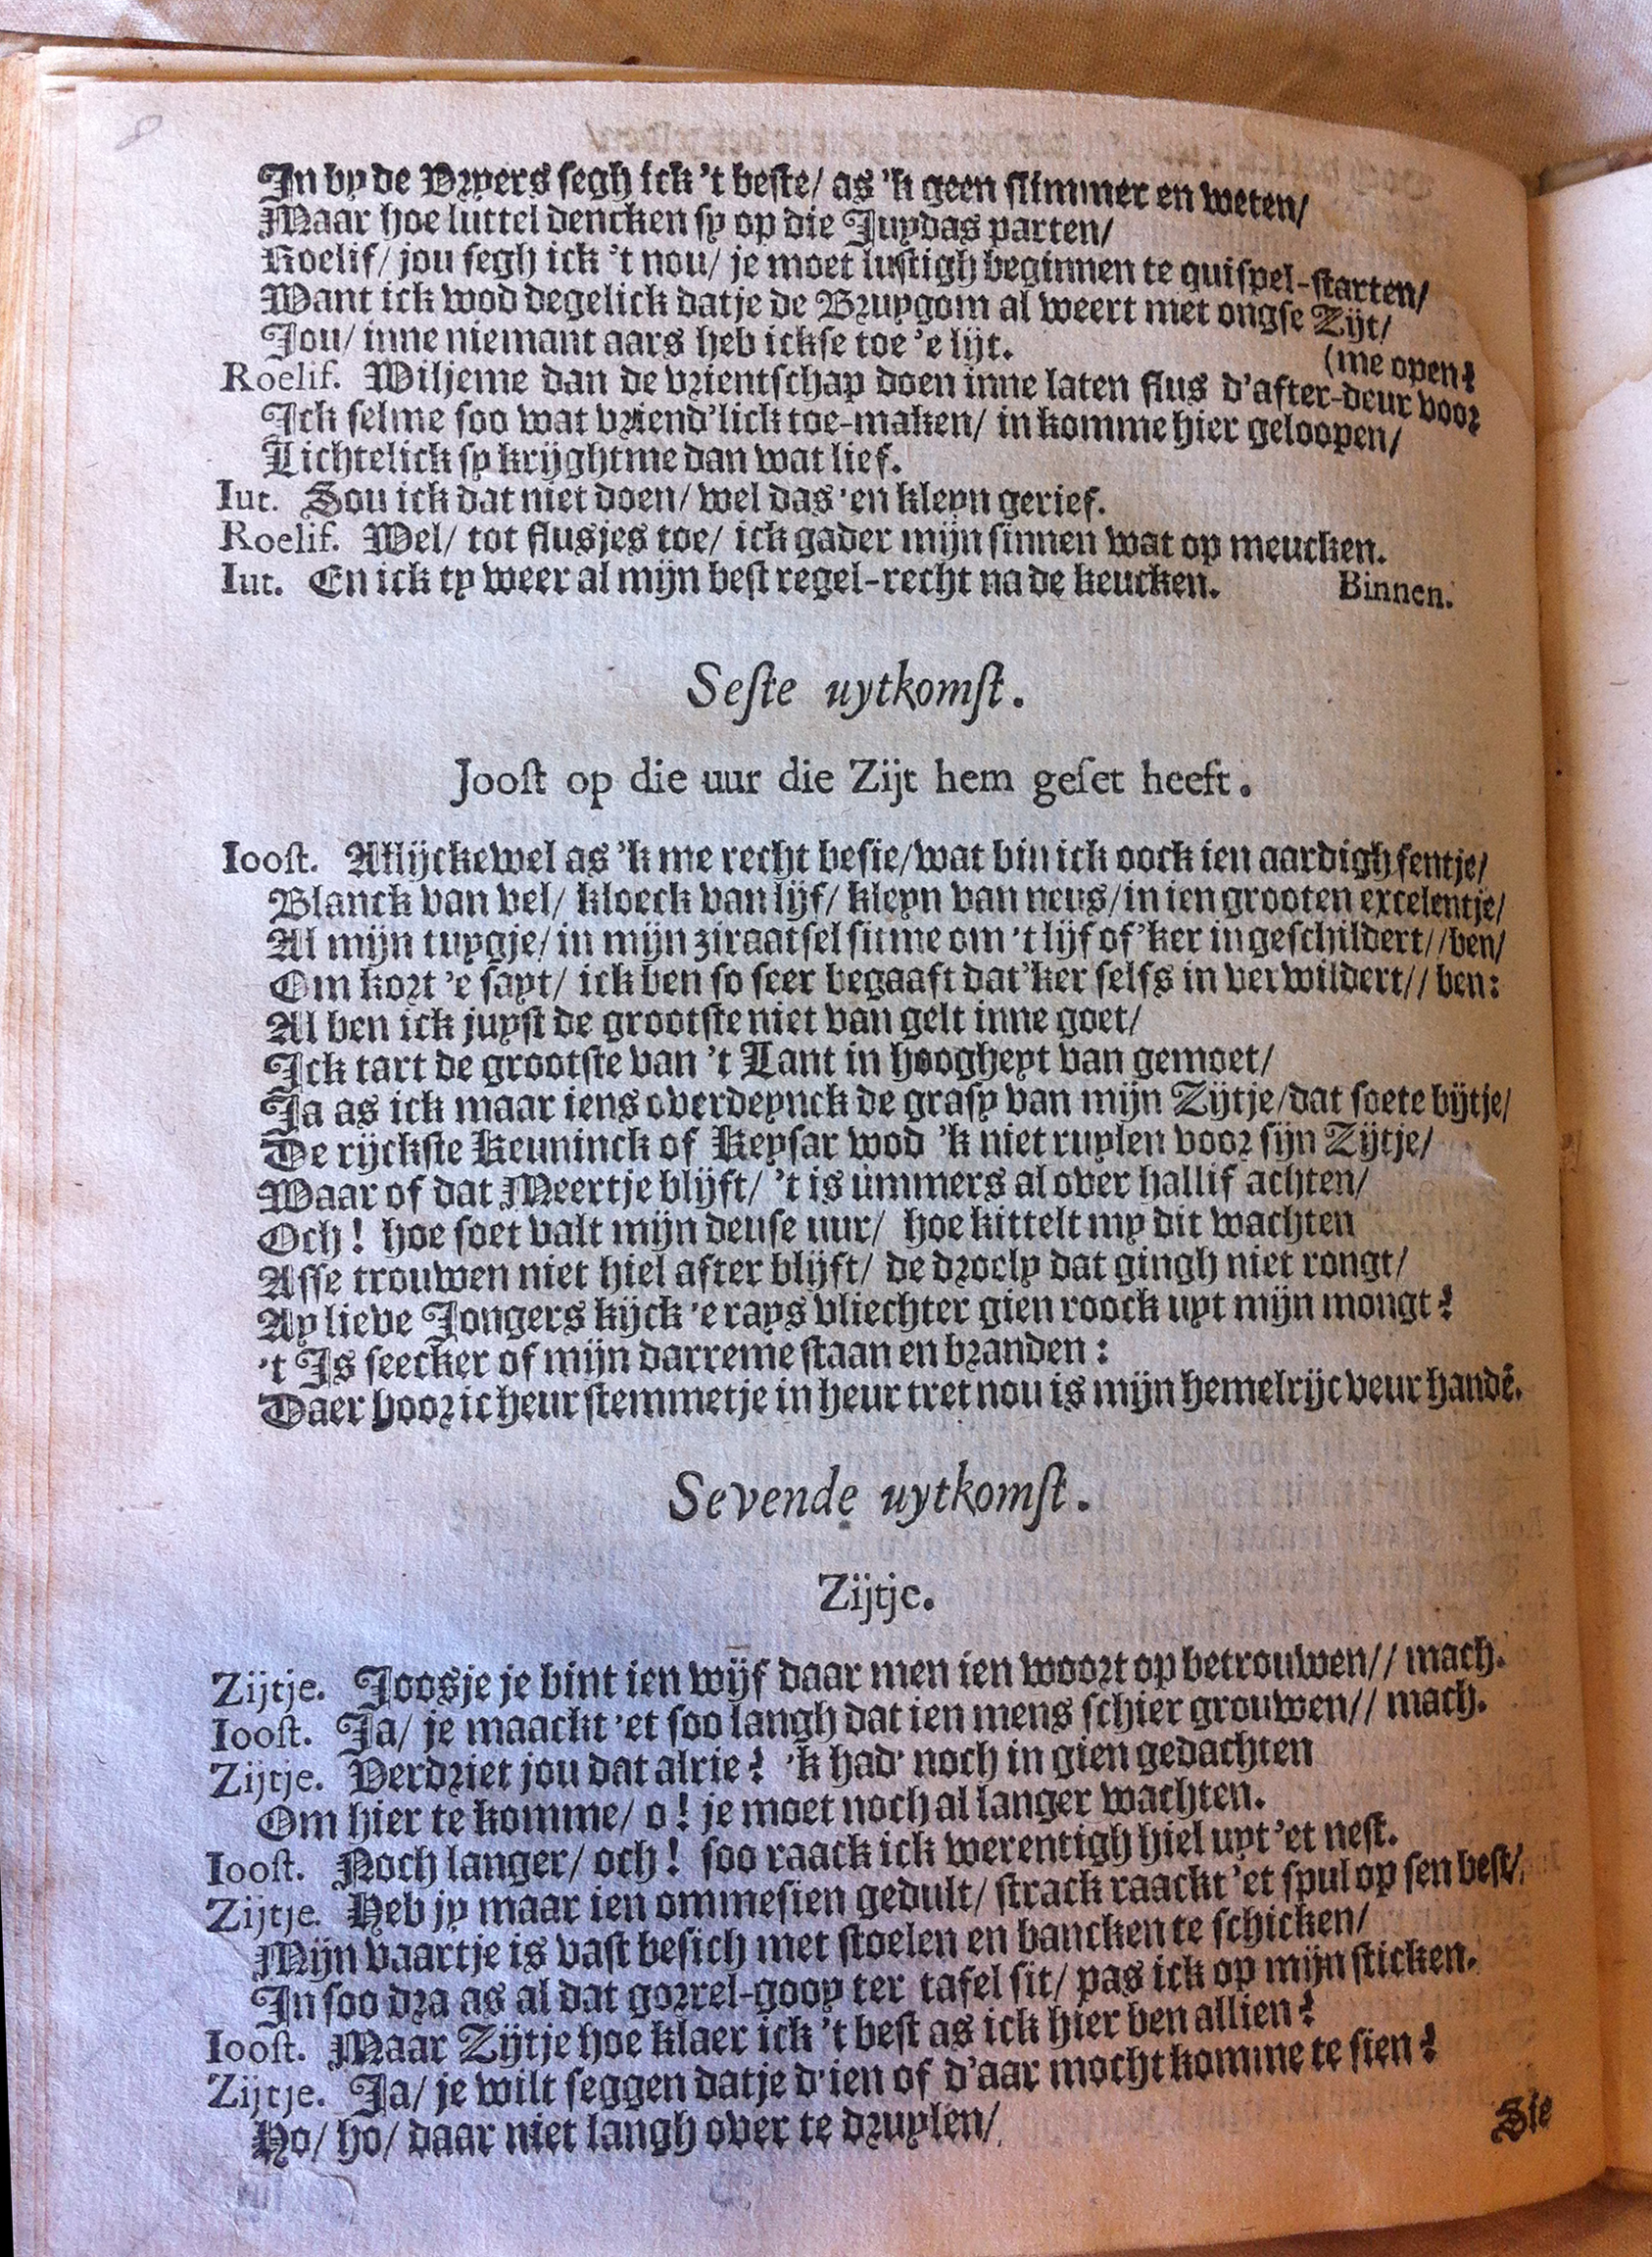 8
In by de Vryers segh ick 't beste/ as 'k geen slimmer en weten/
Maar hoe luttel dencken sy op die Juydas parten/
Roelif/ jou segh ick 't nou/ je moet lustigh beginnen te quispel-starten/
Want ick wod degelick datje de Bruygom al weert met ongse Zijt/
Jou/ inne niemant aars heb ickse toe 'e lijt.
(me open?
Roelif. Wiljeme dan de vrientschap doen inne laten flus d'after-deur voor
Ick selme soo wat vriend'lick toe-maken/ in komme hier geloopen/
Lichtelick sy krijghtme dan wat lief.
Iut. Sou ick dat niet doen/ wel das 'en kleyn gerief.
Roelif. Wel/ tot flusjes toe/ ick gader mijn sinnen wat op meucken.
Iut. En ick ty weer al mijn best regel-recht na de keucken. Binnen.
Seste uytkomst.
Joost op die uur die Zijt hem geset heeft.
Ioost. Allijckewel as 'k me recht besie/wat bin ick oock ien aardigh fentje/
Blanck van vel/ kloeck van lijf/ kleyn van neus/in ien grooten excelentje/
Al mijn tuygje/ in mijn ziraatsel sitme om 't lijf of 'ker in geschildert//ben/
Om kort 'e sayt/ ick ben so seer begaaft dat'ker selfs in verwildert// ben:
Al ben ick juyst de grootste niet van gelt inne goet/
Ick tart de grootste van 't Lant in hoogheyt van gemoet/
Ja as ick maar iens overdeynck de grasy van mijn Zijtje/dat soete bijtje/
De rijckste Keuninck of Keysar wod 'k niet ruylen voor sijn Zijtje/
Maar of dat Meertje blijft/ 't is ummers al over hallif achten/
Och! hoe soet valt mijn deuse uur/ hoe kittelt my dit wachten
Asse trouwen niet hiel after blijft/ de drocly dat gingh niet rongt/
Ay lieve Jongers kijck 'e rays vliechter gien roock uyt mijn mongt?
't Is seecker of mijn darreme staan en branden:
Daer hoor ic heur stemmetje in heur tret nou is mijn hemelrijc veur handē.
Sevende uytkomst.
Zijtje.
Zijtje. Joosje je bint ien wijf daar men ien woort op betrouwen// mach.
Ioost. Ja/ je maackt 'et soo langh dat ien mens schier grouwen// mach.
Zijtje. Verdriet jou dat alrie? 'k had' noch in gien gedachten
Om hier te komme/ o! je moet noch al langer wachten.
Ioost. Noch langer/ och! soo raack ick werentigh hiel uyt 'et nest.
Zijtje. Heb jy maar ien ommesien gedult/ strack raackt 'et spul op sen best/
Mijn vaartje is vast besich met stoelen en bancken te schicken/
In soo dra as al dat gorrel-gooy ter tafel sit/ pas ick op mijn sticken.
Ioost. Maar Zijtje hoe klaer ick 't best as ick hier ben allien?
Zijtje. Ja/ je wilt seggen datje d'ien of d'aar mocht komme te sien?
Ho/ ho/ daar niet langh over te druylen/
Sie